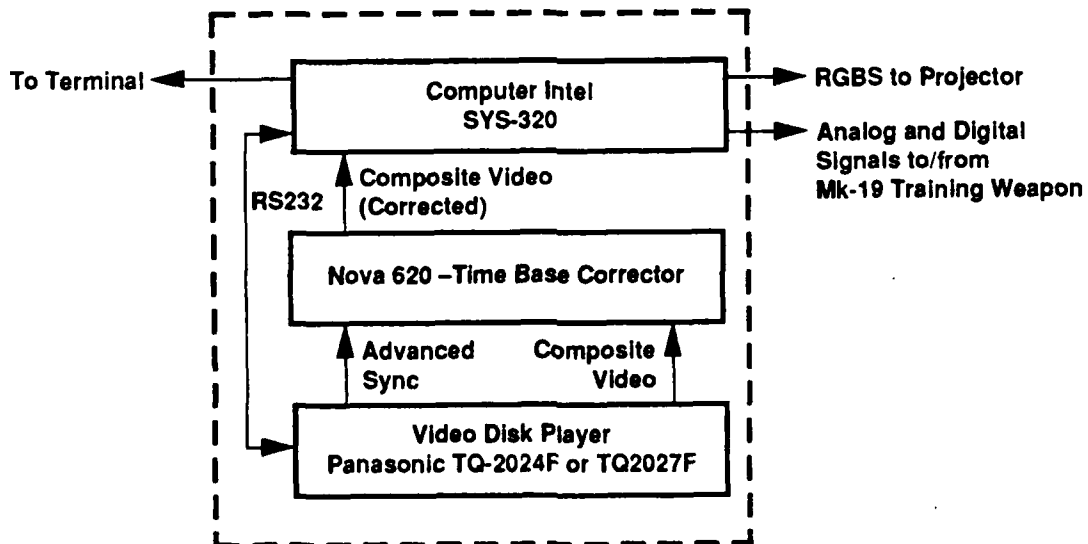 To Terminal
Computer Intel
SYS-320
RGBS to Projector
Analog and Digital
Signals to/from
Mk-19 Training Weapon
RS232
Composite Video
(Corrected)
Nova 620 –Time Base Corrector
Advanced
Sync
Composite
Video
Video Disk Player
Panasonic TQ-2024F or TQ2027F